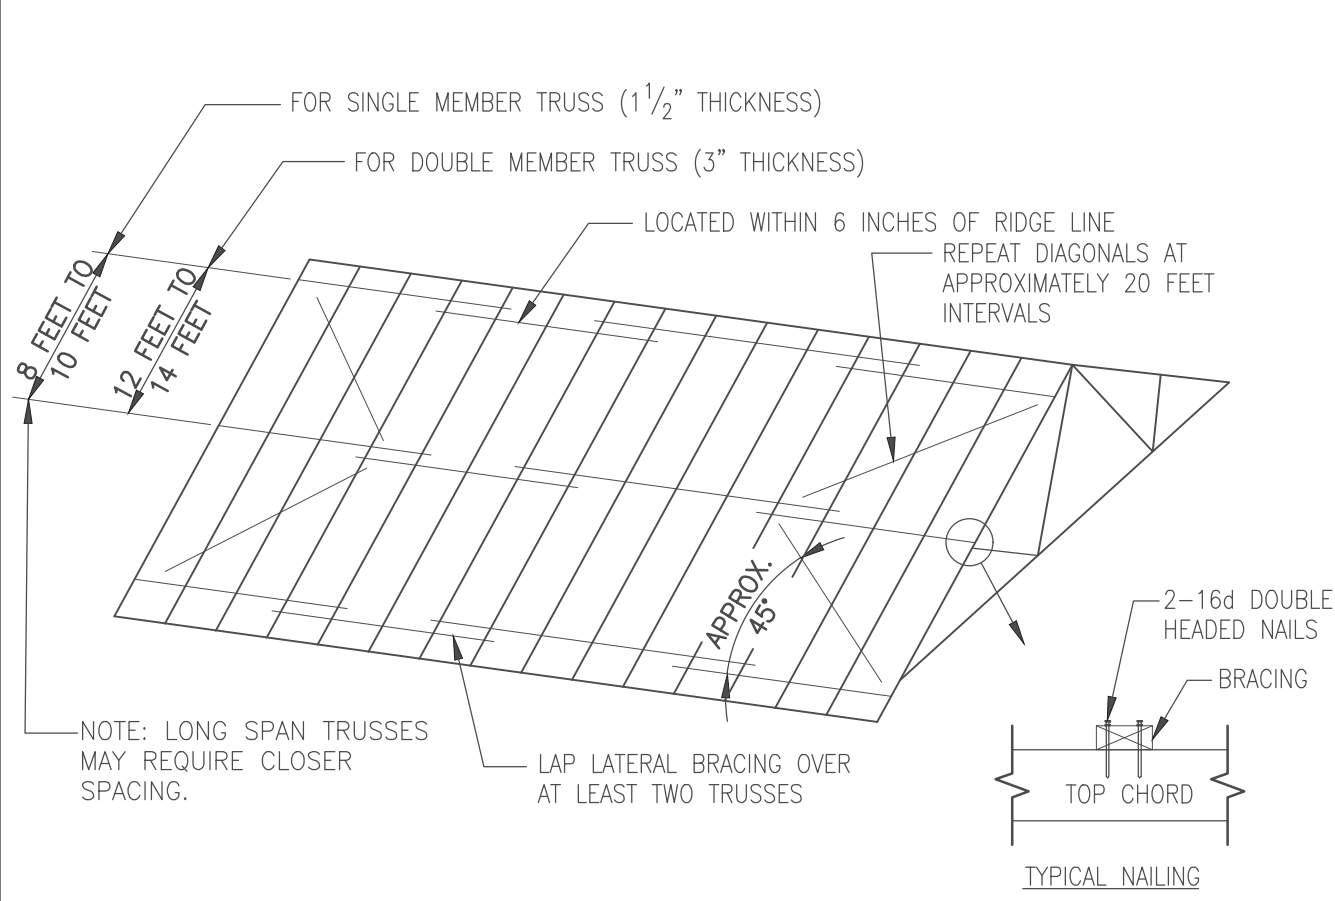 FOR SINGLE MEMBER TRUSS (1 1/2" THICKNESS)
FOR DOUBLE MEMBER TRUSS (3" THICKNESS)
LOCATED WITHIN 6 INCHES OF RIDGE LINE
REPEAT DIAGONALS AT
APPROXIMATELY 20 FEET
INTERVALS
8 FEET TO
10 FEET
12 FEET TO
14 FEET
APPROX.
45°
2-16d DOUBLE
HEADED NAILS
BRACING
NOTE: LONG SPAN TRUSSES
MAY REQUIRE CLOSER
SPACING.
LAP LATERAL BRACING OVER
AT LEAST TWO TRUSSES
TOP CHORD
TYPICAL NAILING